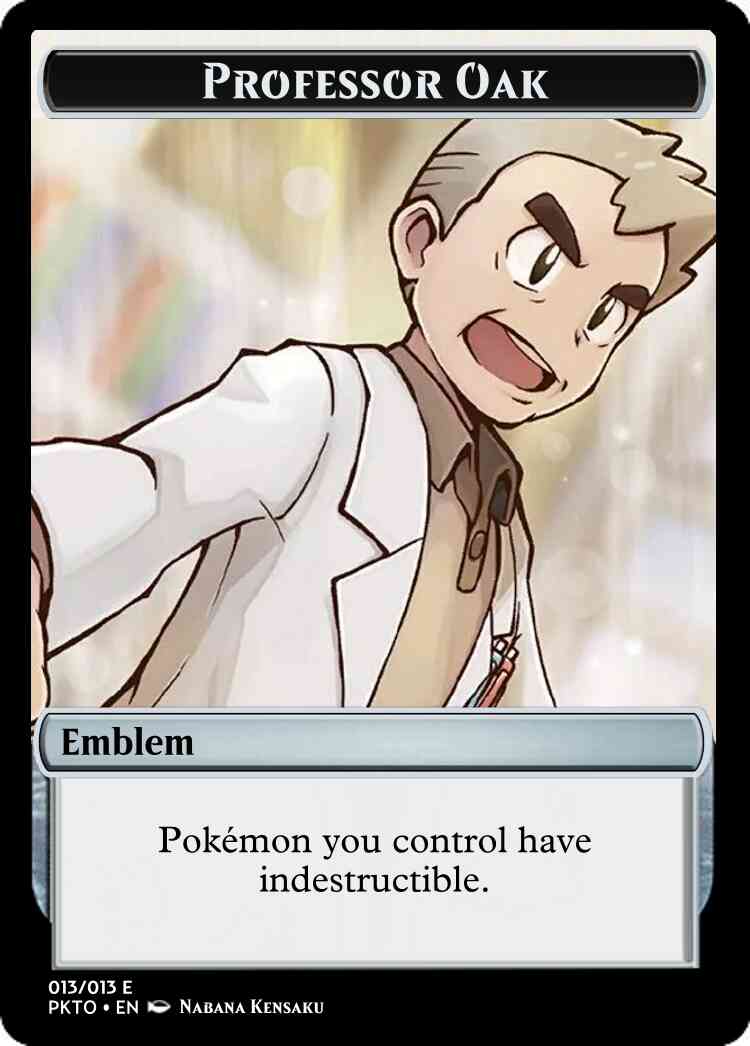 Professor Oak
Emblem
Pokémon you control have
indestructible.
013/013 E
PKTO • EN Nabana Kensaku